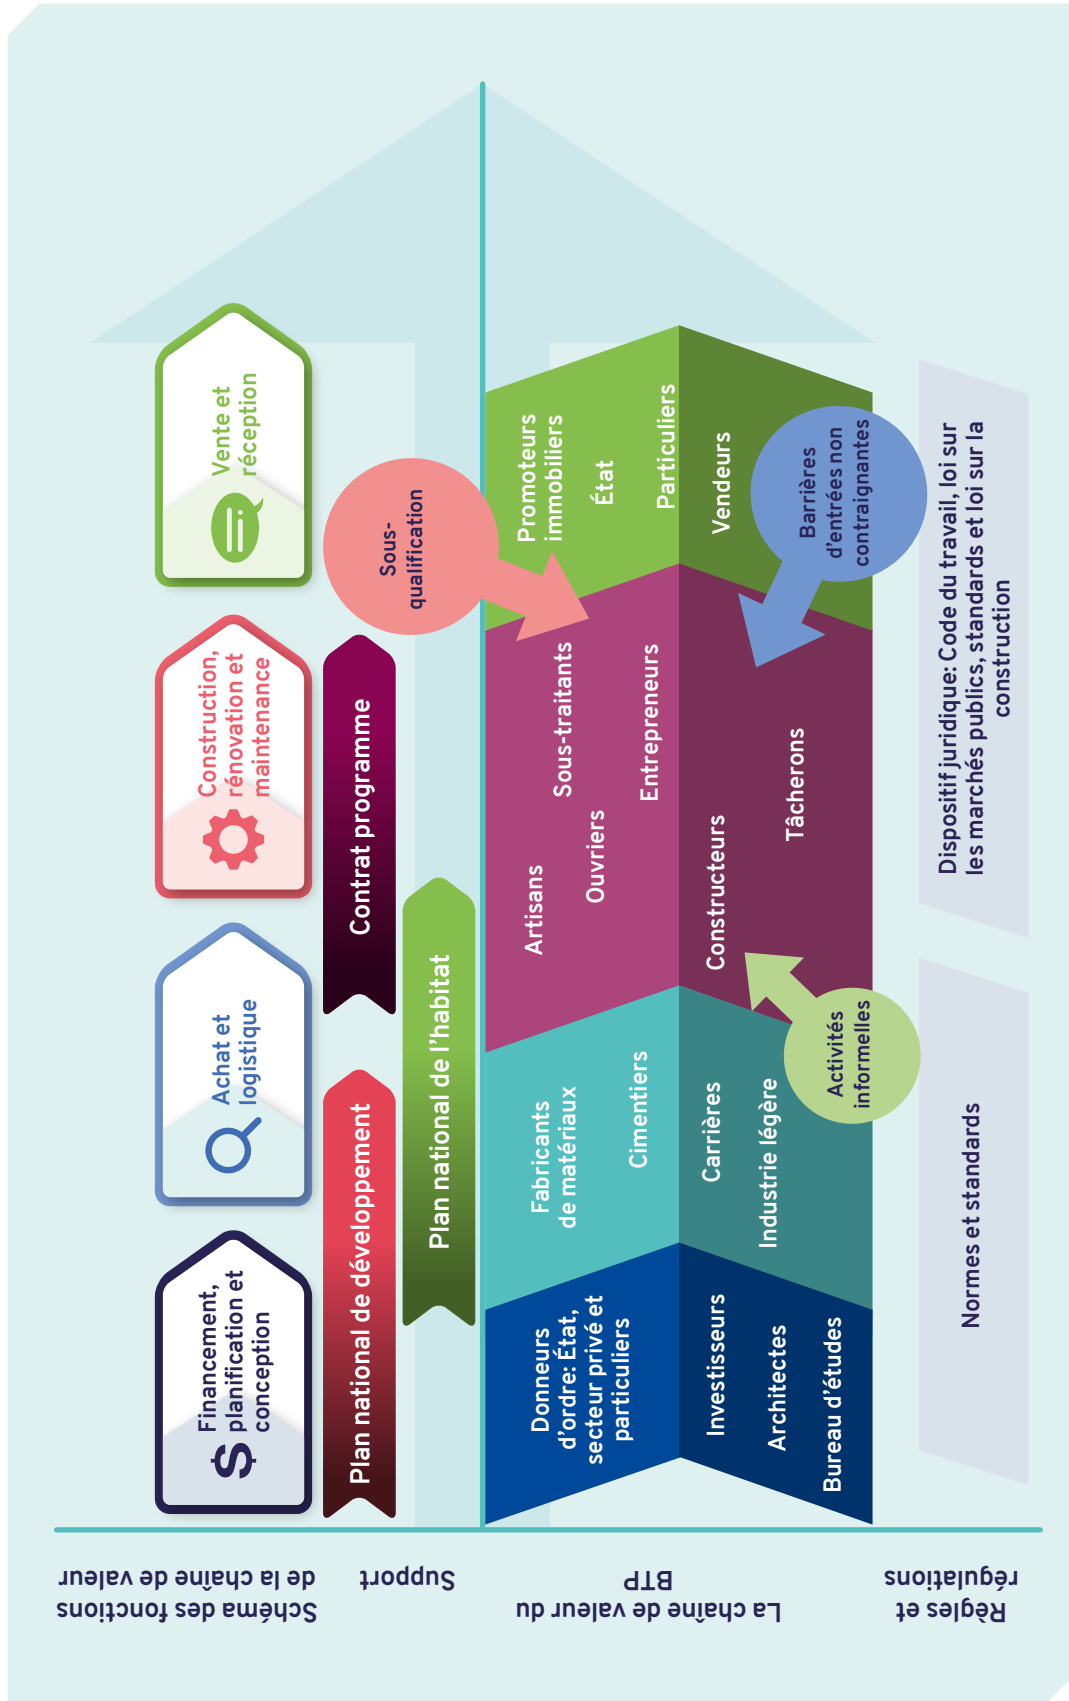 Schéma des fonctions
de la chaîne de valeur
$
Financement,
planification et
conception
Achat et
logistique
Construction,
rénovation et
maintenance
Vente et
réception
Support
Plan national de développement
Contrat programme
Plan national de l’habitat
La chaîne de valeur du
BTP
Donneurs
d’ordre: État,
secteur privé et
particuliers
Investisseurs
Architectes
Bureau d’études
Fabricants
de matériaux
Cimentiers
Carrières
Industrie légère
Activités
informelles
Artisans
Ouvriers
Sous-traitants
Entrepreneurs
Constructeurs
Tâcherons
Sous-
qualification
Promoteurs
immobiliers
État
Particuliers
Vendeurs
Barrières
d’entrées non
contraignantes
Règles et
régulations
Normes et standards
Dispositif juridique: Code du travail, loi sur
les marchés publics, standards et loi sur la
construction